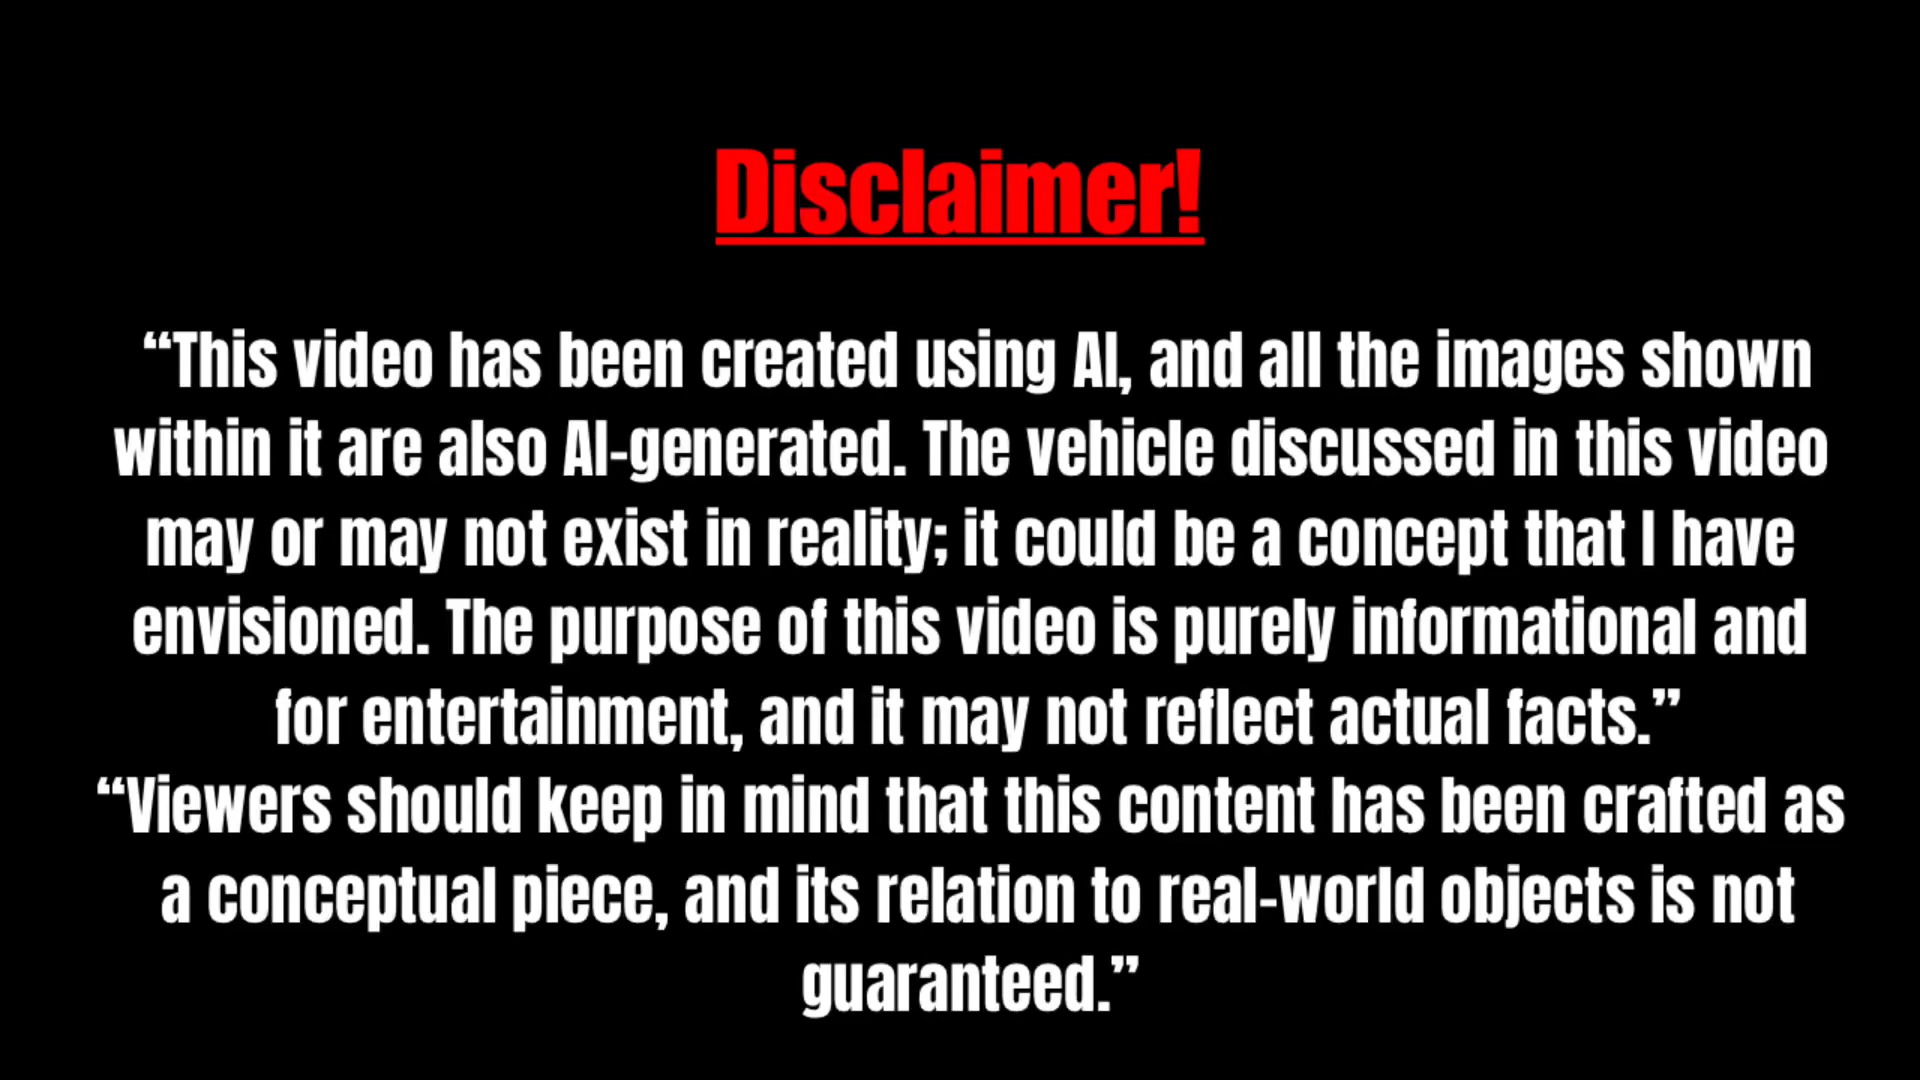 Disclaimer!
“This video has been created using AI, and all the images shown
within it are also AI-generated. The vehicle discussed in this video
may or may not exist in reality; it could be a concept that I have
envisioned. The purpose of this video is purely informational and
for entertainment, and it may not reflect actual facts.”
“Viewers should keep in mind that this content has been crafted as
a conceptual piece, and its relation to real-world objects is not
guaranteed.”